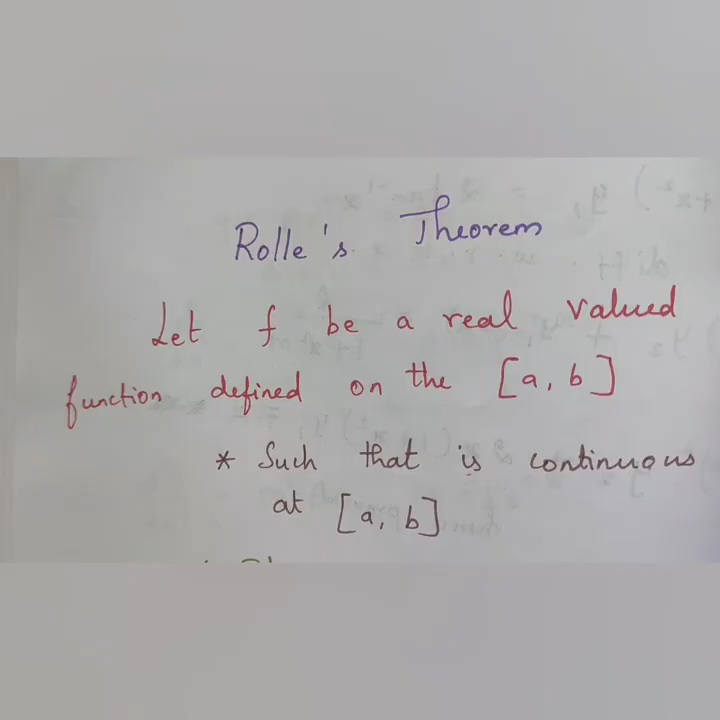 Rolle's Theorem
Let f be a real valued
function defined on the [a, b]
* Such that is continuous
at [a, b]